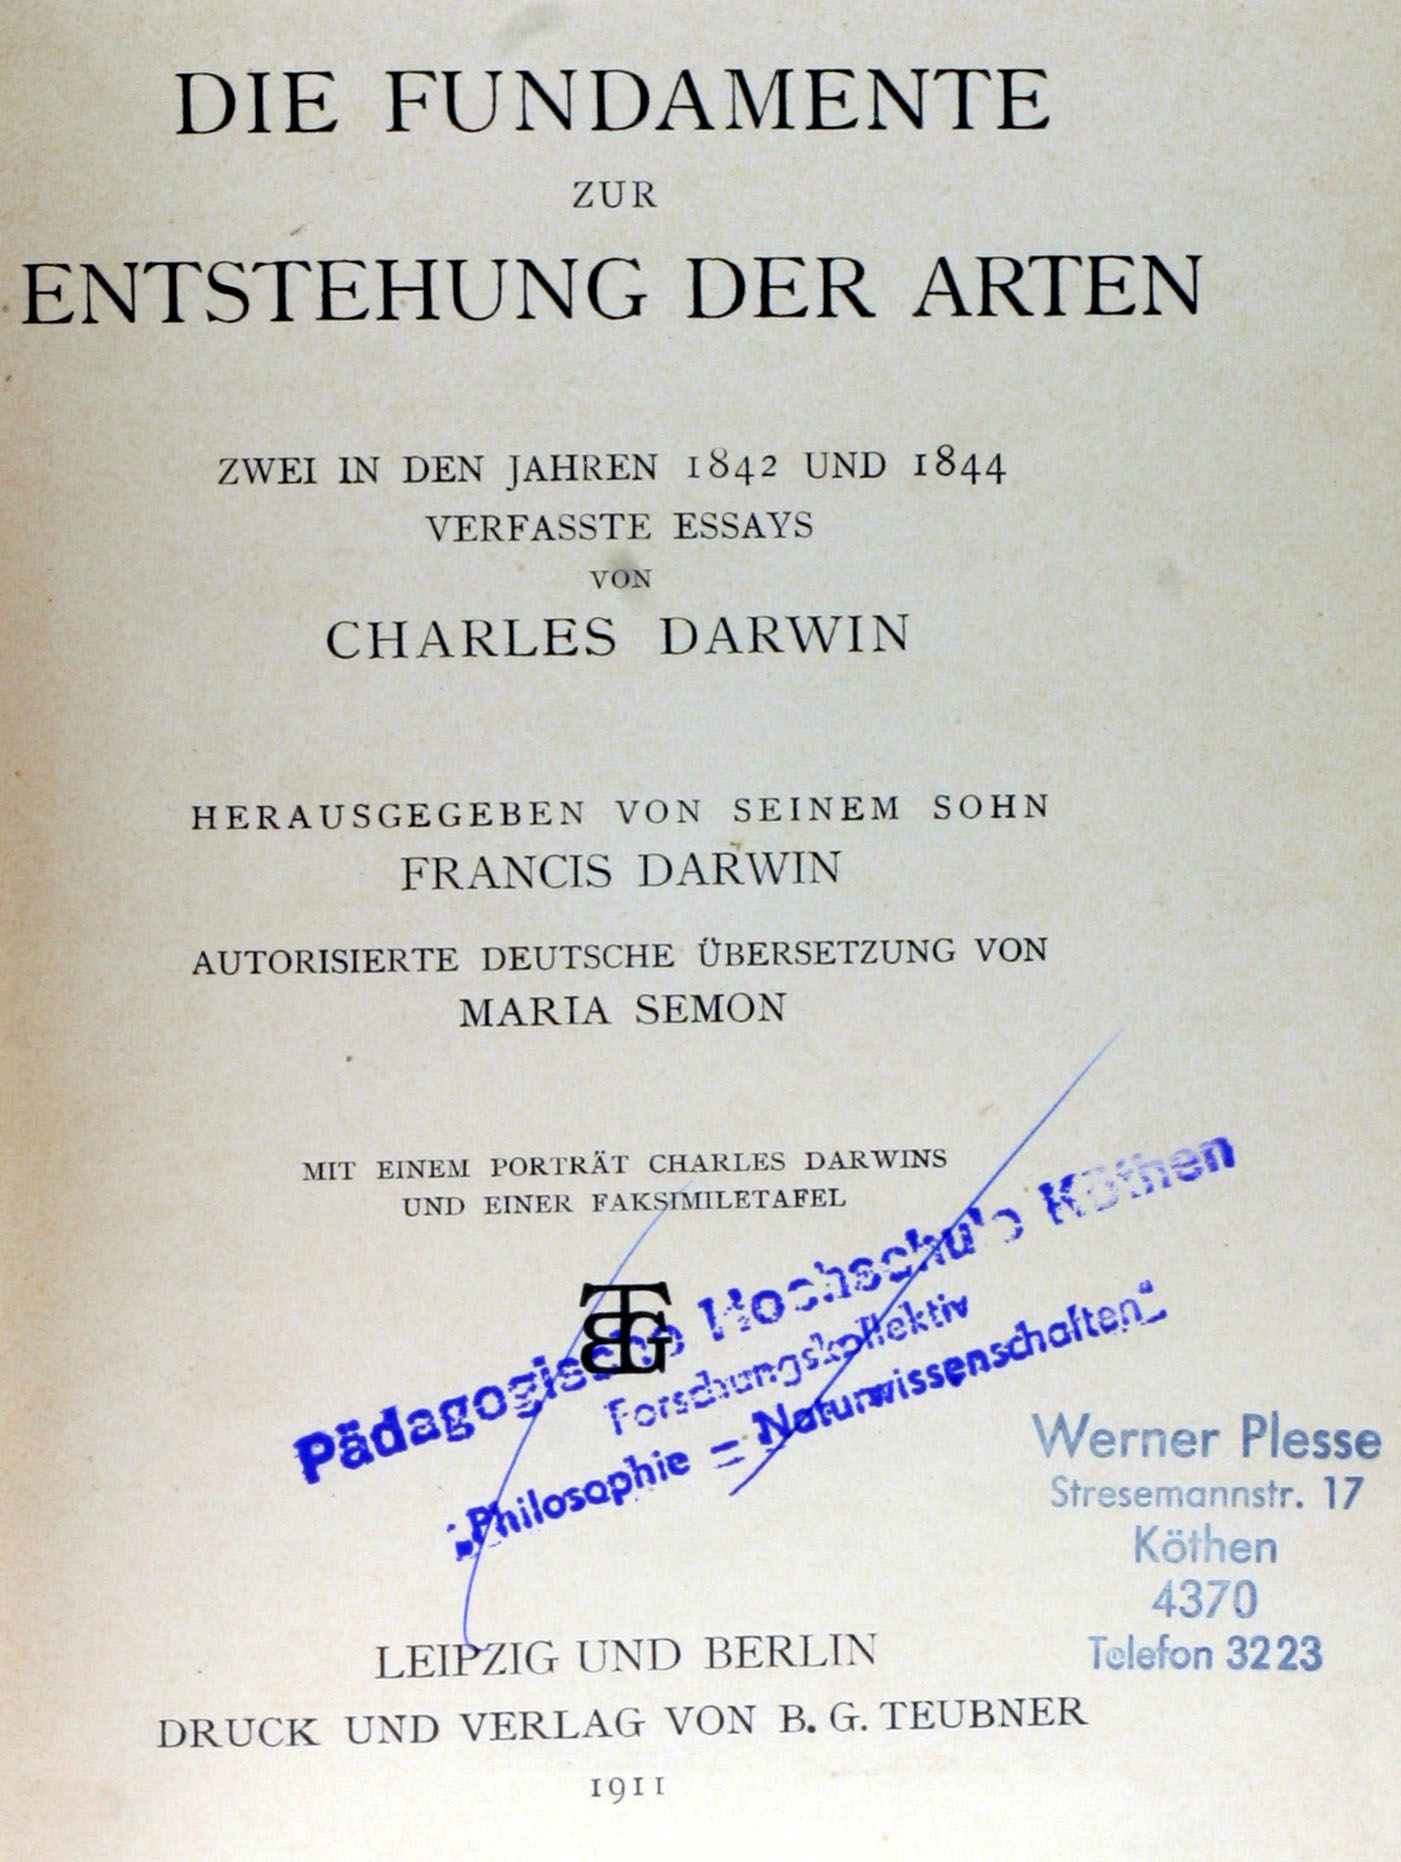 DIE FUNDAMENTE
ZUR
ENTSTEHUNG DER ARTEN
ZWEI IN DEN JAHREN 1842 UND 1844
VERFASSTE ESSAYS
VON
CHARLES DARWIN
HERAUSGEGEBEN VON SEINEM SOHN
FRANCIS DARWIN
AUTORISIERTE DEUTSCHE ÜBERSETZUNG VON
MARIA SEMON
MIT EINEM PORTRÄT CHARLES DARWINS
UND EINER FAKSIMILETAFEL
BTG
Pädagogische Hochschule Köthen
Forschungskollektiv
„Philosophie – Naturwissenschaften“
Werner Plesse
Stresemannstr. 17
Köthen
4370
Telefon 3223
LEIPZIG UND BERLIN
DRUCK UND VERLAG VON B. G. TEUBNER
1911